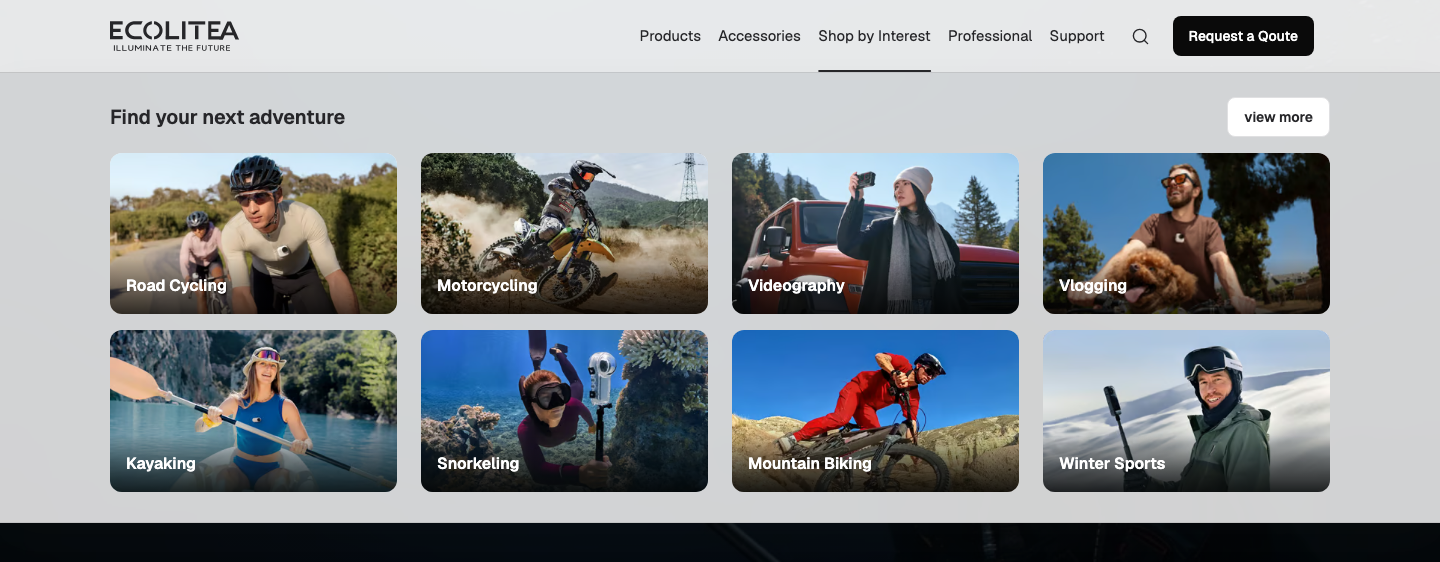 ECOLITEA
ILLUMINATE THE FUTURE
Products Accessories Shop by Interest Professional Support Request a Qoute
Find your next adventure
view more
Road Cycling
Motorcycling
Videography
Vlogging
Kayaking
Snorkeling
Mountain Biking
Winter Sports